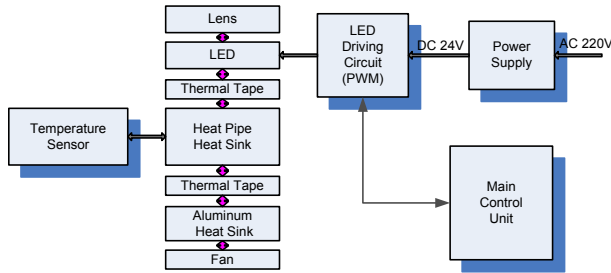 Lens
LED
Thermal Tape
Heat Pipe
Heat Sink
Thermal Tape
Aluminum
Heat Sink
Fan
Temperature
Sensor
LED
Driving
Circuit
(PWM)
DC 24V
Power
Supply
AC 220V
Main
Control
Unit